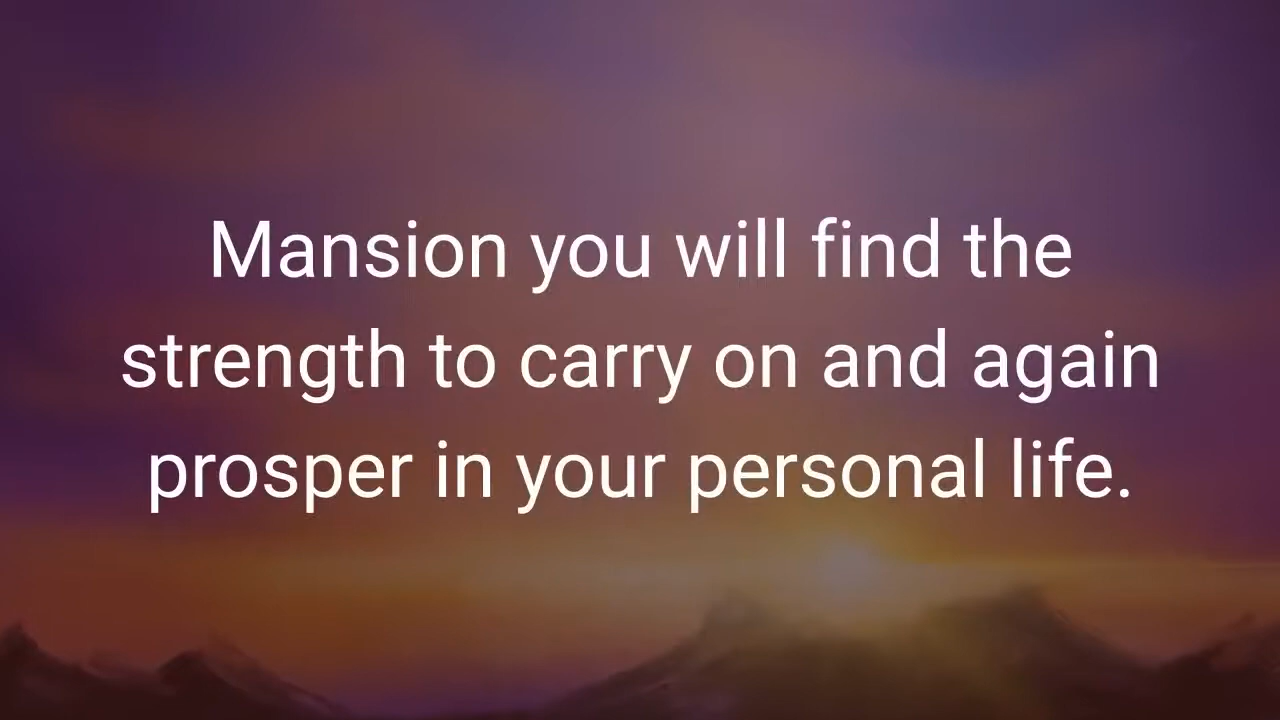 Mansion you will find the
strength to carry on and again
prosper in your personal life.